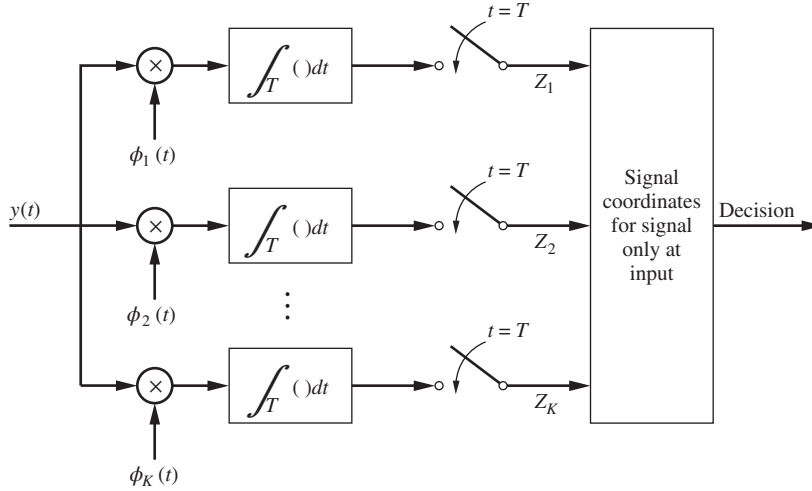 t = T
∫_T ( )dt
Z_1
ϕ_1 (t)
y(t)
t = T
∫_T ( )dt
Z_2
ϕ_2 (t)
⋮
t = T
∫_T ( )dt
Z_K
ϕ_K (t)
×
×
×
Signal
coordinates
for signal
only at
input
Decision